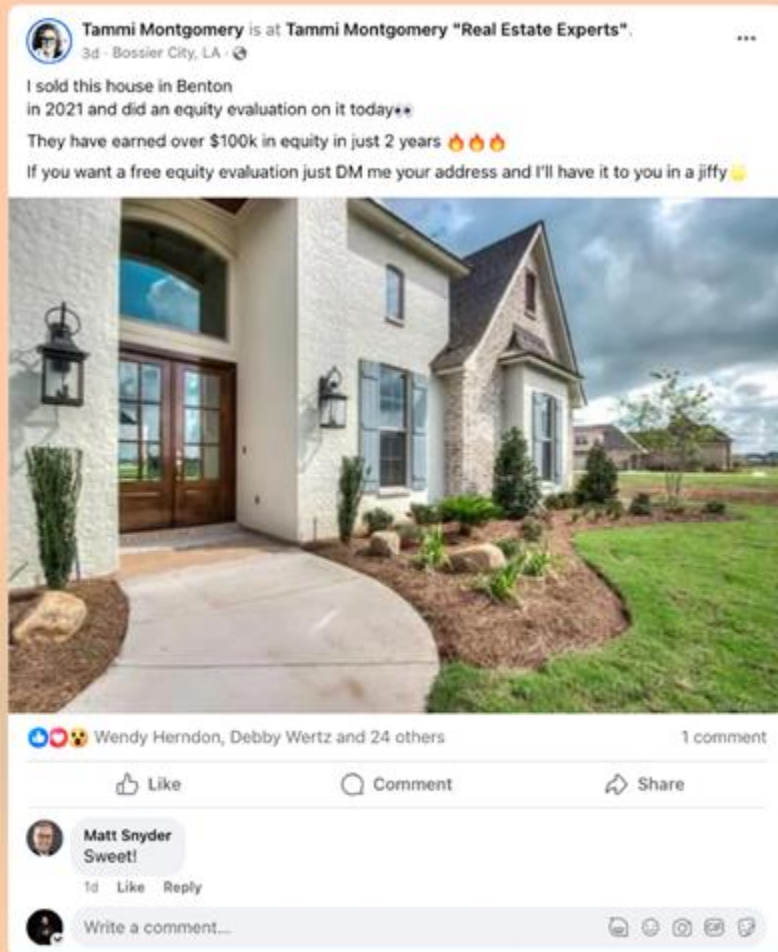 Tammi Montgomery is at Tammi Montgomery "Real Estate Experts".
3d · Bossier City, LA ·
I sold this house in Benton
in 2021 and did an equity evaluation on it today👀
They have earned over $100k in equity in just 2 years 🔥🔥🔥
If you want a free equity evaluation just DM me your address and I'll have it to you in a jiffy
Wendy Herndon, Debby Wertz and 24 others 1 comment
Like Comment Share
Matt Snyder
Sweet!
1d Like Reply
Write a comment... GIF